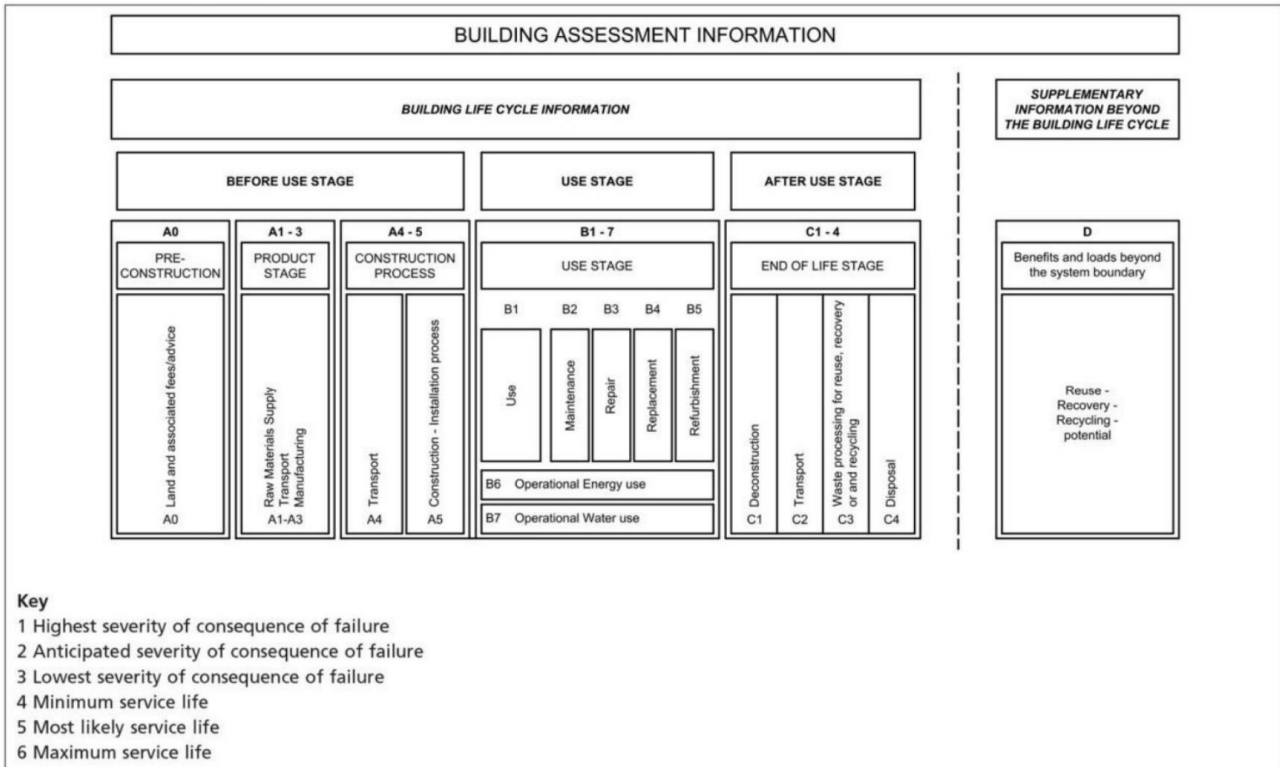 BUILDING ASSESSMENT INFORMATION
BUILDING LIFE CYCLE INFORMATION
SUPPLEMENTARY
INFORMATION BEYOND
THE BUILDING LIFE CYCLE
BEFORE USE STAGE
USE STAGE
AFTER USE STAGE
A0
PRE-
CONSTRUCTION
Land and associated fees/advice
A0
A1 - 3
PRODUCT
STAGE
Raw Materials Supply
Transport
Manufacturing
A1-A3
A4 - 5
CONSTRUCTION
PROCESS
Transport
A4
Construction - Installation process
A5
B1 - 7
USE STAGE
B1
Use
B2
Maintenance
B3
Repair
B4
Replacement
B5
Refurbishment
B6 Operational Energy use
B7 Operational Water use
C1 - 4
END OF LIFE STAGE
Deconstruction
C1
Transport
C2
Waste processing for reuse, recovery
or and recycling
C3
Disposal
C4
D
Benefits and loads beyond
the system boundary
Reuse -
Recovery -
Recycling -
potential
Key
1 Highest severity of consequence of failure
2 Anticipated severity of consequence of failure
3 Lowest severity of consequence of failure
4 Minimum service life
5 Most likely service life
6 Maximum service life